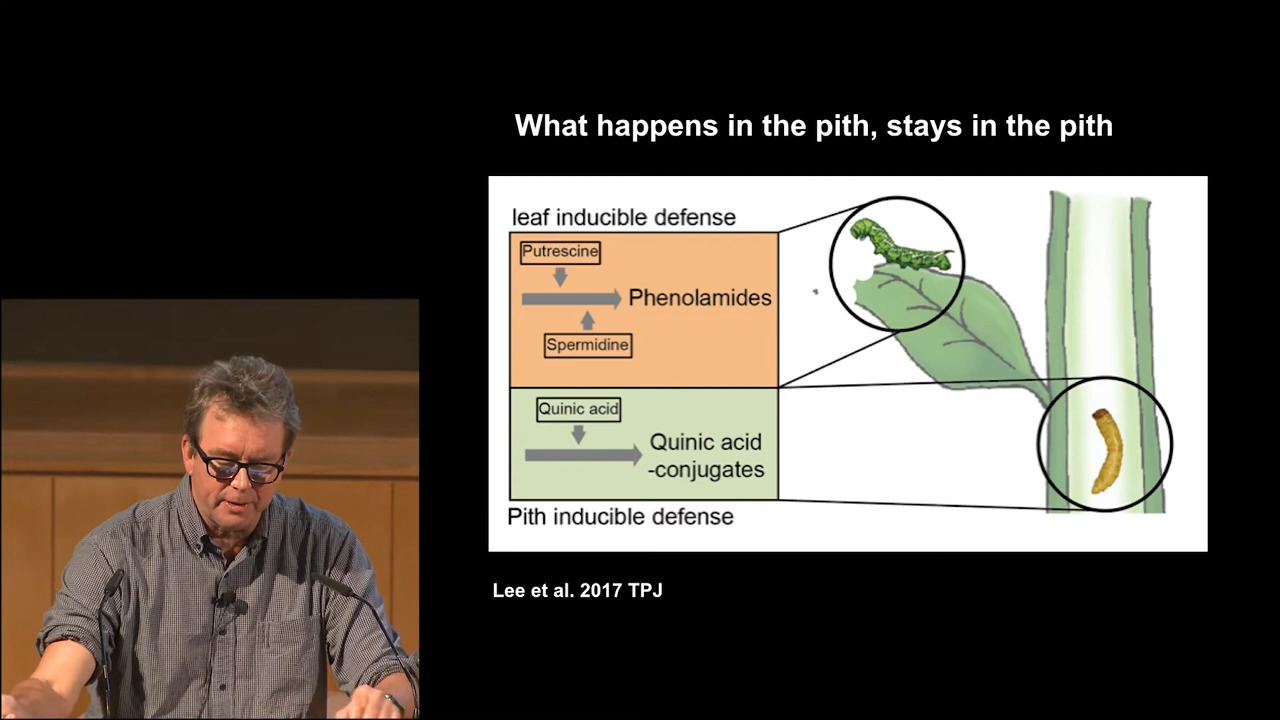 What happens in the pith, stays in the pith
leaf inducible defense
Putrescine
Phenolamides
Spermidine
Quinic acid
Quinic acid
-conjugates
Pith inducible defense
Lee et al. 2017 TPJ